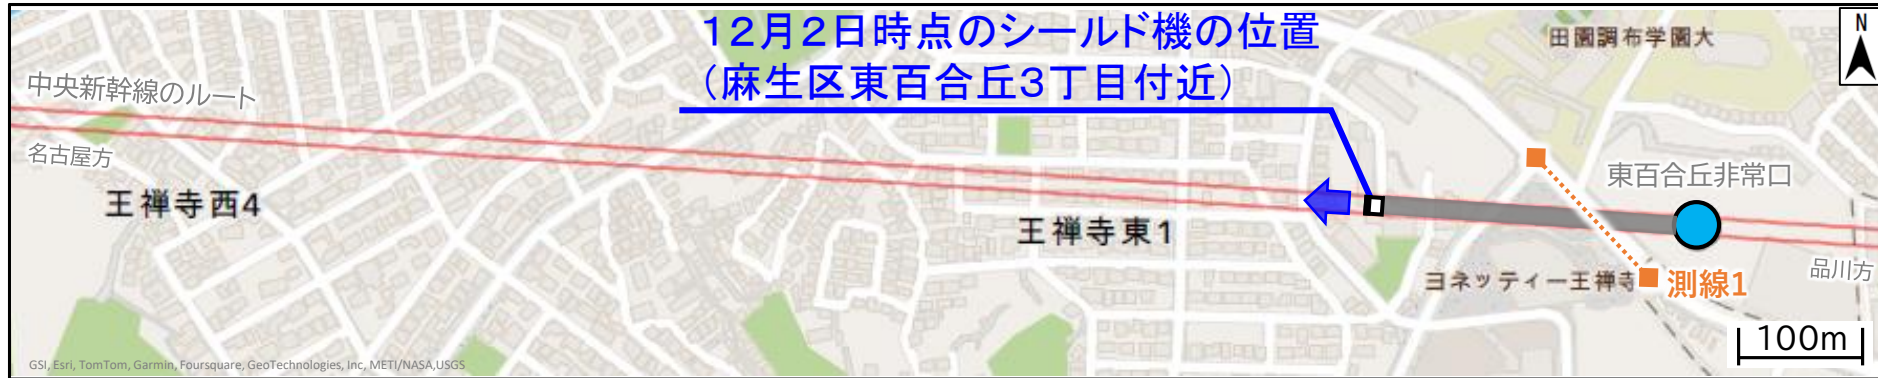 12月2日時点のシールド機の位置
(麻生区東百合丘3丁目付近)
田園調布学園大
N
中央新幹線のルート
名古屋方
王禅寺西4
東百合丘非常口
王禅寺東1
品川方
ヨネッティー王禅寺
測線1
100m
GSI, Esri, TomTom, Garmin, Foursquare, GeoTechnologies, Inc, METI/NASA,USGS